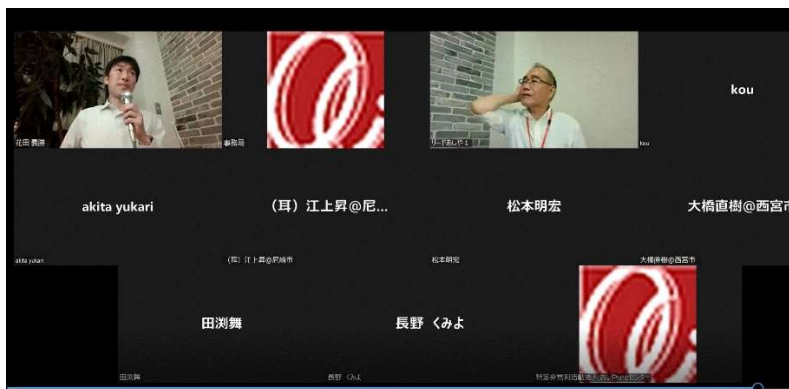 花田 義勝
事務局
リードあしや 1
kou
kou
akita yukari
(耳) 江上昇@尼...
松本明宏
大橋直樹@西宮市
akita yukari
(耳) 江上昇@尼崎市
松本明宏
大橋直樹@西宮市
田渕舞
長野 くみよ
田渕舞
長野 くみよ